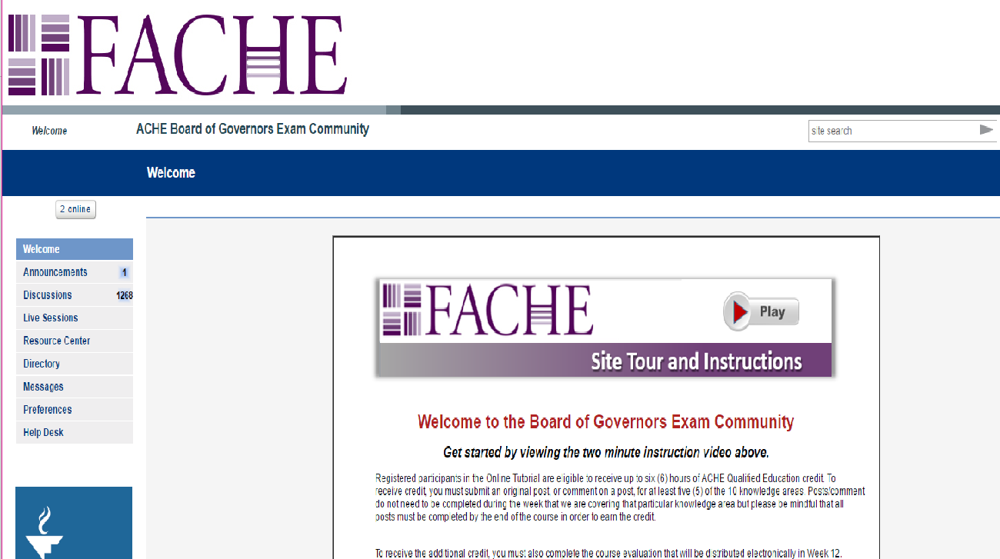 FACHE
Welcome
ACHE Board of Governors Exam Community
site search
Welcome
2 online
Welcome
Announcements 1
Discussions 1268
Live Sessions
Resource Center
Directory
Messages
Preferences
Help Desk
FACHE
Play
Site Tour and Instructions
Welcome to the Board of Governors Exam Community
Get started by viewing the two minute instruction video above.
Registered participants in the Online Tutorial are eligible to receive up to six (6) hours of ACHE Qualified Education credit. To
receive credit, you must submit an original post, or comment on a post, for at least five (5) of the 10 knowledge areas. Posts/comment
do not need to be completed during the week that we are covering that particular knowledge area but please be mindful that all
posts must be completed by the end of the course in order to earn the credit.
To receive the additional credit, you must also complete the course evaluation that will be distributed electronically in Week 12.